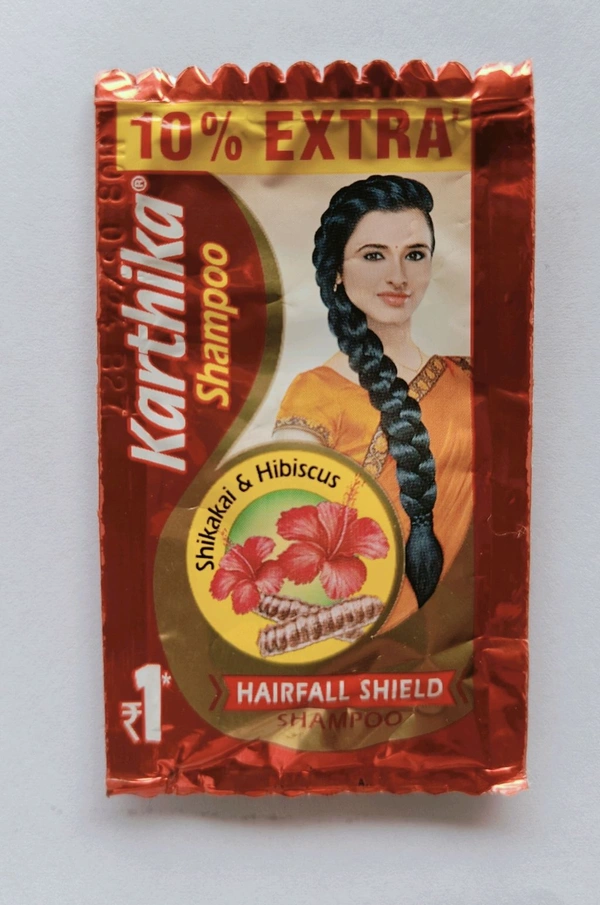 10% EXTRA*
Karthika®
Shampoo
Shikakai & Hibiscus
₹1*
HAIRFALL SHIELD
SHAMPOO